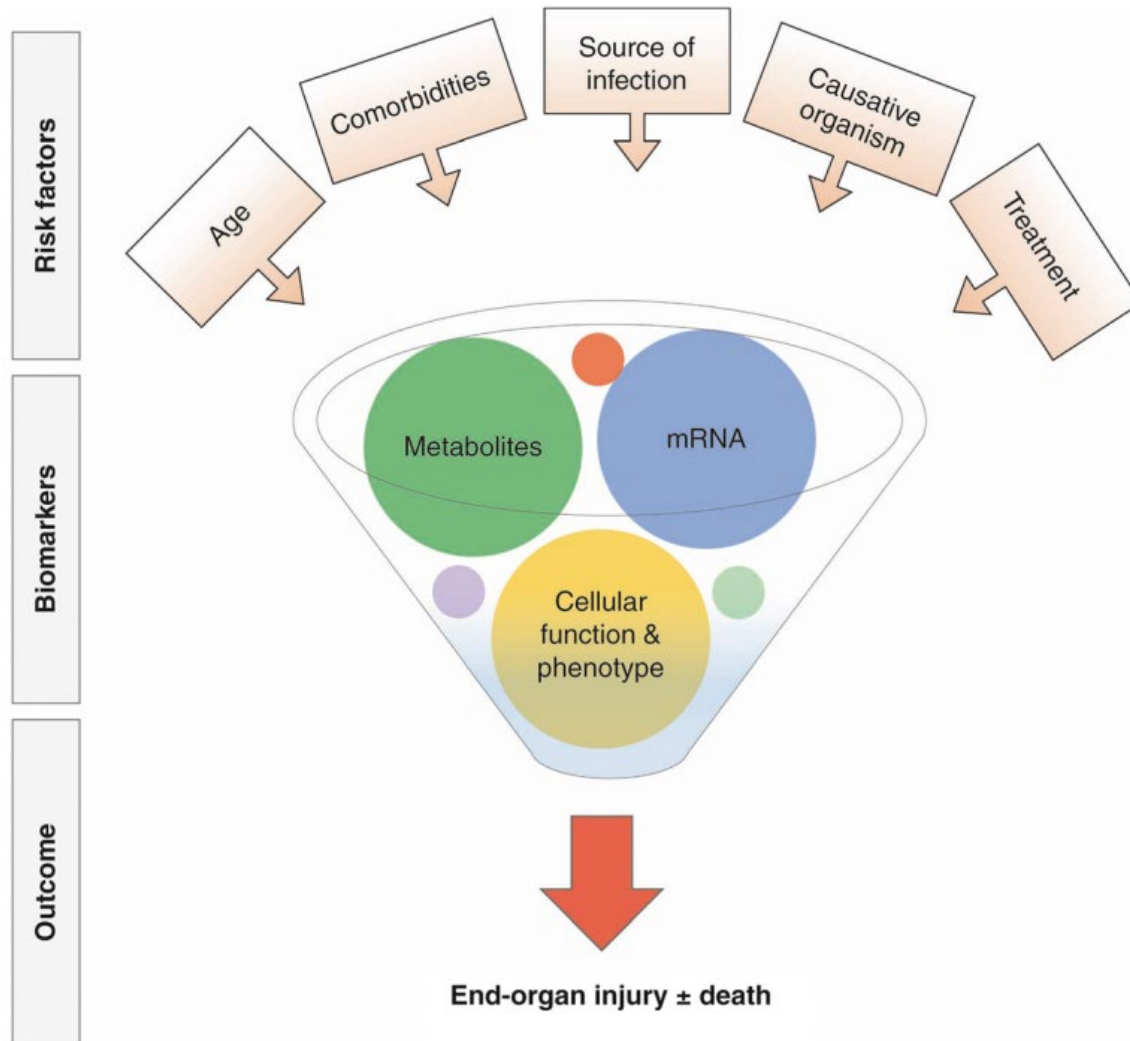 Risk factors
Age
Comorbidities
Source of
infection
Causative
organism
Treatment
Biomarkers
Metabolites
mRNA
Cellular
function &
phenotype
Outcome
End-organ injury ± death